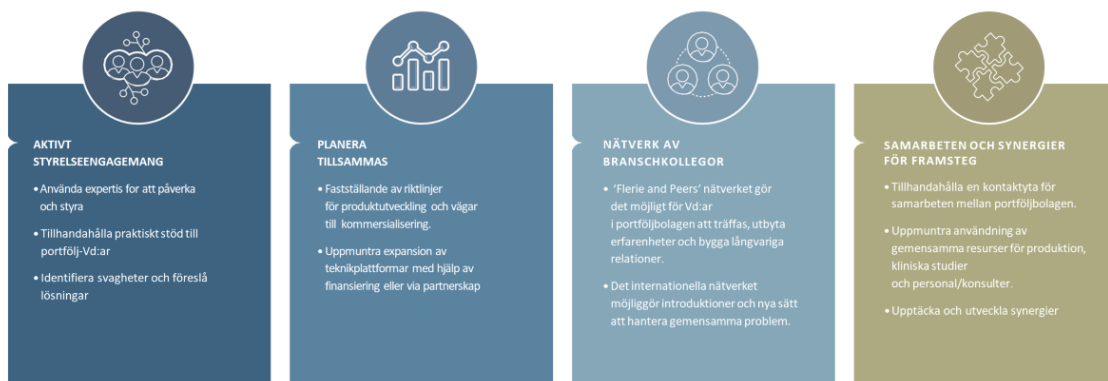 AKTIVT
STYRELSEENGAGEMANG
• Använda expertis for att påverka
och styra
• Tillhandahålla praktiskt stöd till
portfölj-Vd:ar
• Identifiera svagheter och föreslå
lösningar
PLANERA
TILLSAMMAS
• Fastställande av riktlinjer
för produktutveckling och vägar
till kommersialisering.
• Uppmuntra expansion av
teknikplattformar med hjälp av
finansiering eller via partnerskap
NÄTVERK AV
BRANSCHKOLLEGOR
• ‘Flerie and Peers’ nätverket gör
det möjligt för Vd:ar
i portföljbolagen att träffas, utbyta
erfarenheter och bygga långvariga
relationer.
• Det internationella nätverket
möjliggör introduktioner och nya sätt
att hantera gemensamma problem.
SAMARBETEN OCH SYNERGIER
FÖR FRAMSTEG
• Tillhandahålla en kontaktyta för
samarbeten mellan portföljbolagen.
• Uppmuntra användning av
gemensamma resurser för produktion,
kliniska studier
och personal/konsulter.
• Upptäcka och utveckla synergier